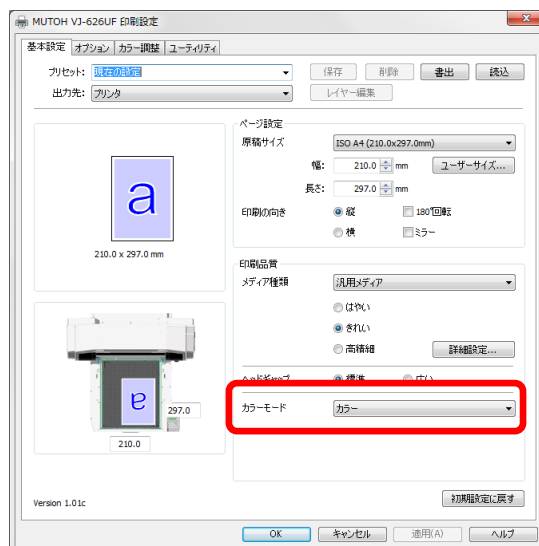 MUTOH VJ-626UF 印刷設定
基本設定 オプション カラー調整 ユーティリティ
プリセット: 現在の設定 保存 削除 書出 読込
出力先: プリンタ レイヤー編集
ページ設定
原稿サイズ ISO A4 (210.0x297.0mm)
幅: 210.0 mm ユーザーサイズ...
長さ: 297.0 mm
印刷の向き 縦 180°回転
横 ミラー
a
210.0 x 297.0 mm
印刷品質
メディア種類 汎用メディア
はやい
きれい
高精細 詳細設定...
ヘッドギャップ 標準 広い
カラーモード カラー
a
297.0
210.0
Version 1.01c
初期設定に戻す
OK キャンセル 適用(A) ヘルプ